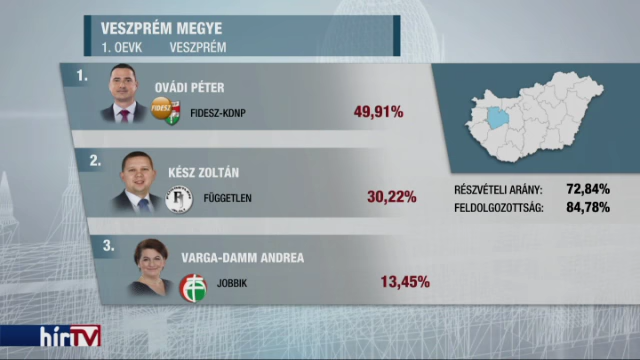 VESZPRÉM MEGYE
1. OEVK VESZPRÉM
1.
OVÁDI PÉTER
FIDESZ
FIDESZ-KDNP
49,91%
2.
KÉSZ ZOLTÁN
FÜGGETLEN
30,22%
3.
VARGA-DAMM ANDREA
JOBBIK
13,45%
RÉSZVÉTELI ARÁNY: 72,84%
FELDOLGOZOTTSÁG: 84,78%
hírTV